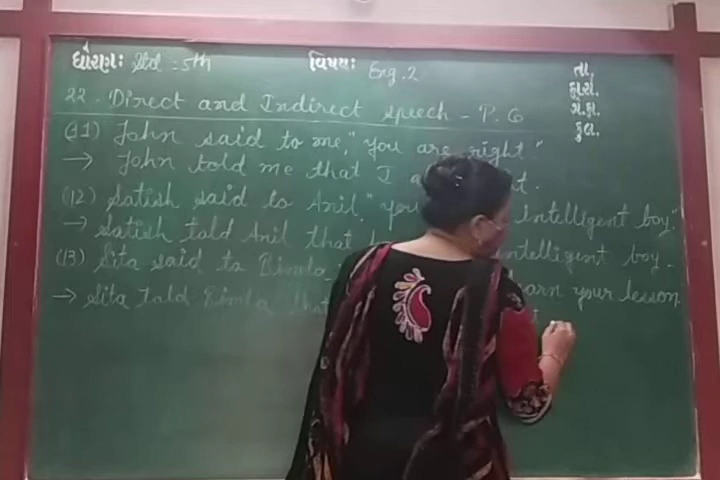 ધોરણ: Std : 5th વિષય: Eng. 2
તા.
કુલ.
22. Direct and Indirect speech - P. 6
(11) John said to me, "You are right."
→ John told me that I a t.
(12) Satish said to Anil, "you intelligent boy."
→ Satish told Anil that intelligent boy.
(13) Sita said to Bimla, earn your lesson
→ Sita told Bimla that t